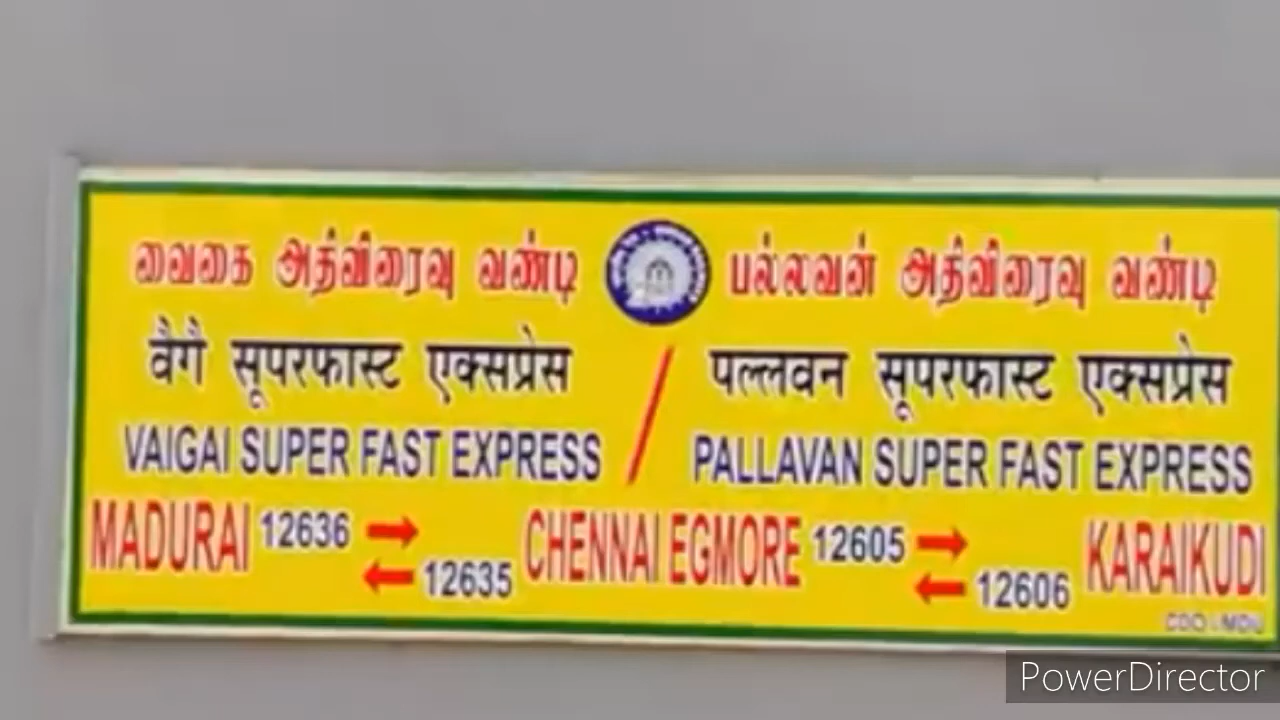 வைகை அதிவிரைவு வண்டி பல்லவன் அதிவிரைவு வண்டி
वैगै सूपरफास्ट एक्सप्रेस / पल्लवन सूपरफास्ट एक्सप्रेस
VAIGAI SUPER FAST EXPRESS PALLAVAN SUPER FAST EXPRESS
MADURAI 12636 → CHENNAI EGMORE 12605 → KARAIKUDI
← 12635 ← 12606
PowerDirector